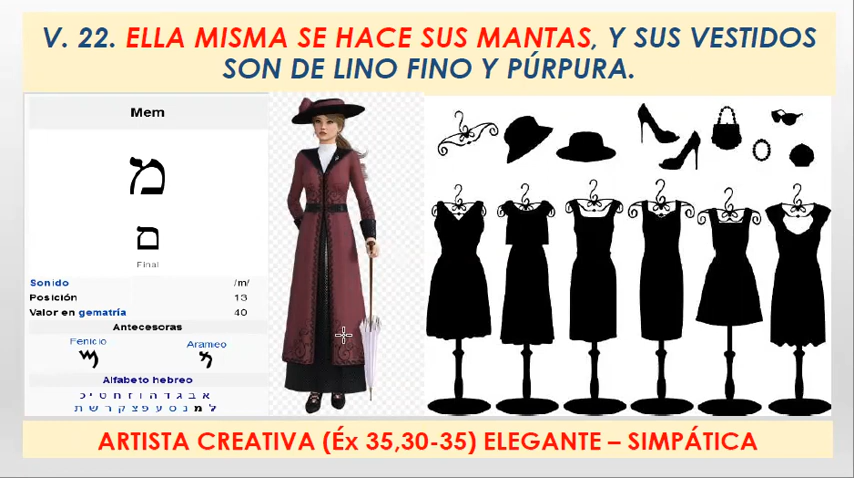 V. 22. ELLA MISMA SE HACE SUS MANTAS, Y SUS VESTIDOS
SON DE LINO FINO Y PÚRPURA.
Mem
מ
ם
Final
Sonido /m/
Posición 13
Valor en gematría 40
Antecesoras
Fenicio Arameo
𐤌 𐡌
Alfabeto hebreo
א ב ג ד ה ו ז ח ט י כ
ל מ נ ס ע פ צ ק ר ש ת
ARTISTA CREATIVA (Éx 35,30-35) ELEGANTE – SIMPÁTICA